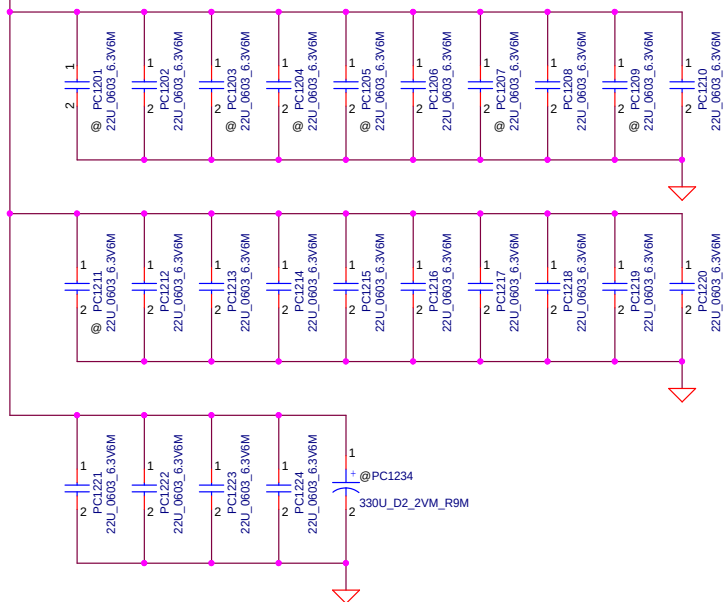 1
2
@
PC1201
22U_0603_6.3V6M
1
2
PC1202
22U_0603_6.3V6M
1
2
@
PC1203
22U_0603_6.3V6M
1
2
@
PC1204
22U_0603_6.3V6M
1
2
@
PC1205
22U_0603_6.3V6M
1
2
PC1206
22U_0603_6.3V6M
1
2
@
PC1207
22U_0603_6.3V6M
1
2
PC1208
22U_0603_6.3V6M
1
2
@
PC1209
22U_0603_6.3V6M
1
2
PC1210
22U_0603_6.3V6M
1
2
@
PC1211
22U_0603_6.3V6M
1
2
PC1212
22U_0603_6.3V6M
1
2
PC1213
22U_0603_6.3V6M
1
2
PC1214
22U_0603_6.3V6M
1
2
PC1215
22U_0603_6.3V6M
1
2
PC1216
22U_0603_6.3V6M
1
2
PC1217
22U_0603_6.3V6M
1
2
PC1218
22U_0603_6.3V6M
1
2
PC1219
22U_0603_6.3V6M
1
2
PC1220
22U_0603_6.3V6M
1
2
PC1221
22U_0603_6.3V6M
1
2
PC1222
22U_0603_6.3V6M
1
2
PC1223
22U_0603_6.3V6M
1
2
PC1224
22U_0603_6.3V6M
1
+ @PC1234
330U_D2_2VM_R9M
2